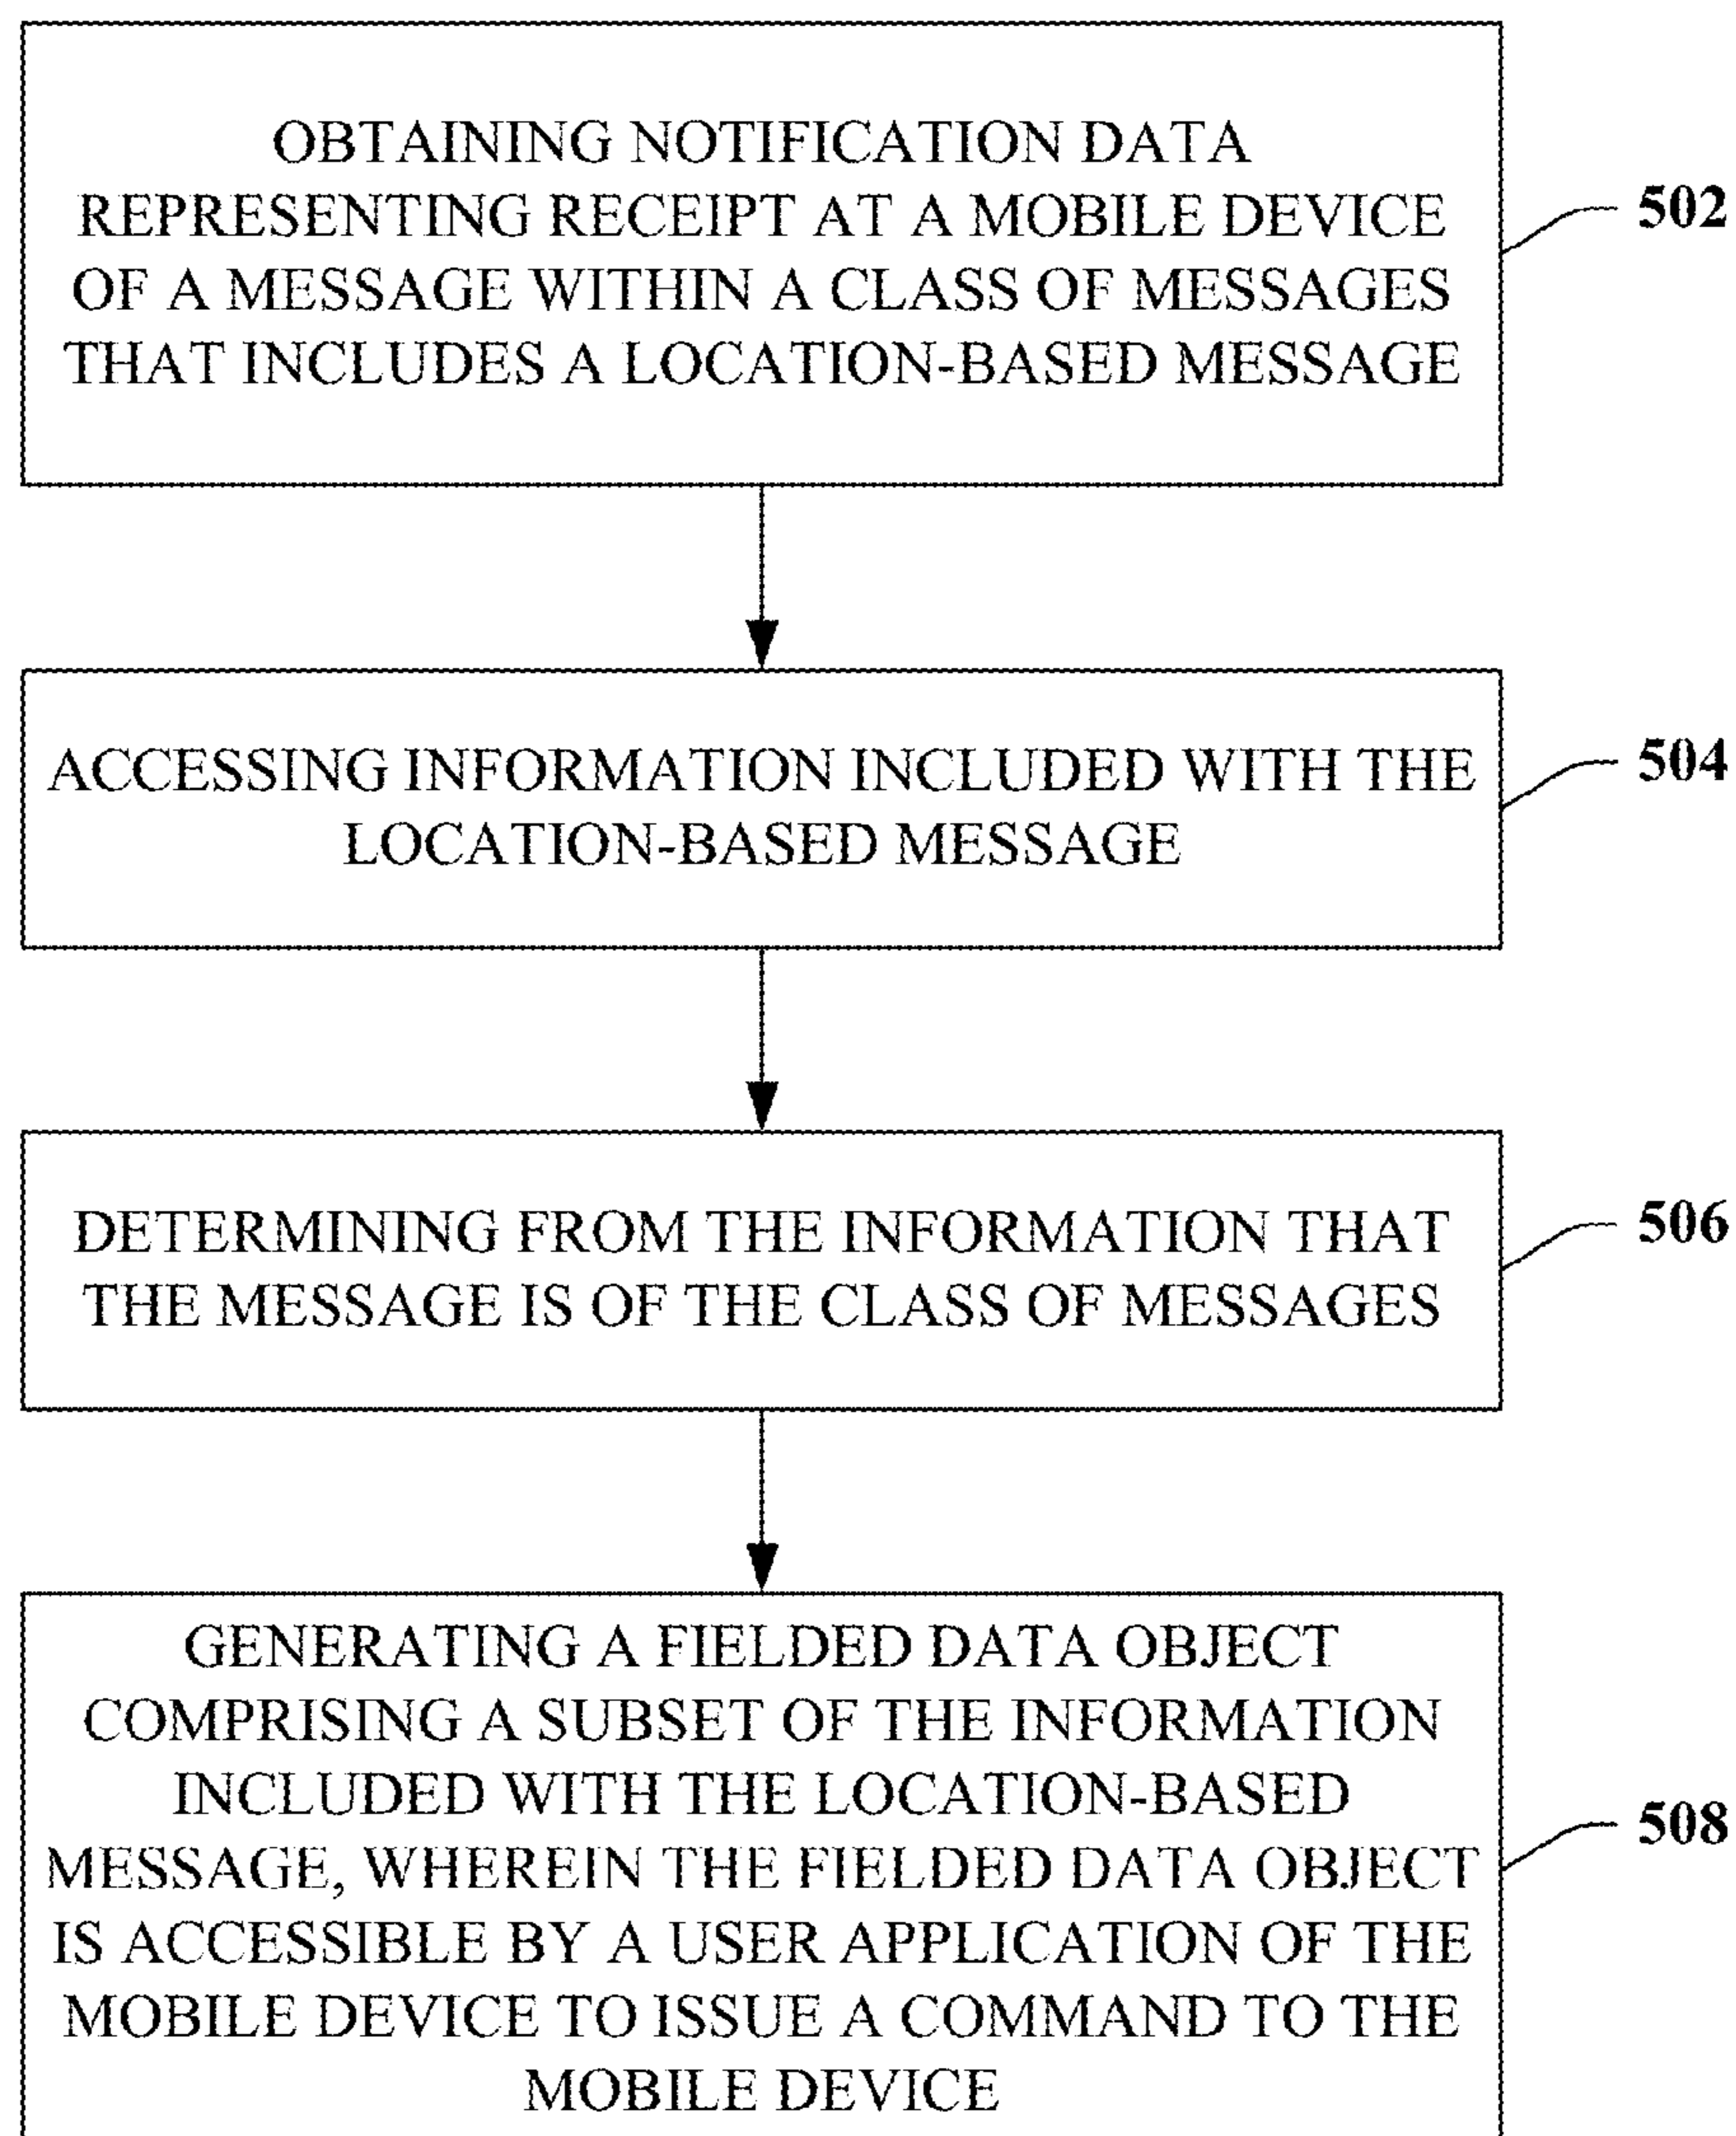 OBTAINING NOTIFICATION DATA
REPRESENTING RECEIPT AT A MOBILE DEVICE
OF A MESSAGE WITHIN A CLASS OF MESSAGES
THAT INCLUDES A LOCATION-BASED MESSAGE
502
ACCESSING INFORMATION INCLUDED WITH THE
LOCATION-BASED MESSAGE
504
DETERMINING FROM THE INFORMATION THAT
THE MESSAGE IS OF THE CLASS OF MESSAGES
506
GENERATING A FIELDED DATA OBJECT
COMPRISING A SUBSET OF THE INFORMATION
INCLUDED WITH THE LOCATION-BASED
MESSAGE, WHEREIN THE FIELDED DATA OBJECT
IS ACCESSIBLE BY A USER APPLICATION OF THE
MOBILE DEVICE TO ISSUE A COMMAND TO THE
MOBILE DEVICE
508